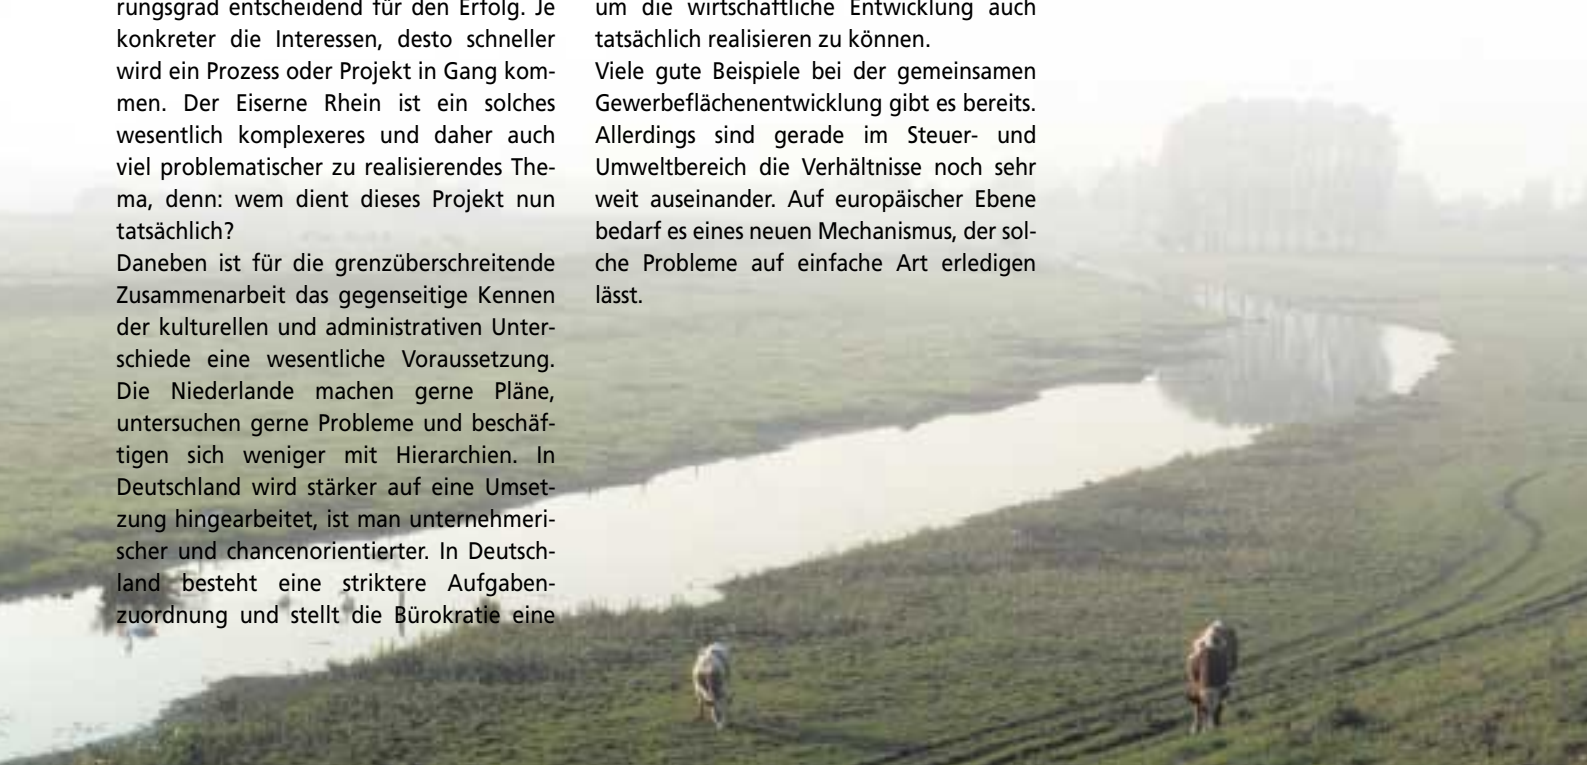 rungsgrad entscheidend für den Erfolg. Je
konkreter die Interessen, desto schneller
wird ein Prozess oder Projekt in Gang kom-
men. Der Eiserne Rhein ist ein solches
wesentlich komplexeres und daher auch
viel problematischer zu realisierendes The-
ma, denn: wem dient dieses Projekt nun
tatsächlich?
Daneben ist für die grenzüberschreitende
Zusammenarbeit das gegenseitige Kennen
der kulturellen und administrativen Unter-
schiede eine wesentliche Voraussetzung.
Die Niederlande machen gerne Pläne,
untersuchen gerne Probleme und beschäf-
tigen sich weniger mit Hierarchien. In
Deutschland wird stärker auf eine Umset-
zung hingearbeitet, ist man unternehmeri-
scher und chancenorientierter. In Deutsch-
land besteht eine striktere Aufgaben-
zuordnung und stellt die Bürokratie eine
um die wirtschaftliche Entwicklung auch
tatsächlich realisieren zu können.
Viele gute Beispiele bei der gemeinsamen
Gewerbeflächenentwicklung gibt es bereits.
Allerdings sind gerade im Steuer- und
Umweltbereich die Verhältnisse noch sehr
weit auseinander. Auf europäischer Ebene
bedarf es eines neuen Mechanismus, der sol-
che Probleme auf einfache Art erledigen
lässt.